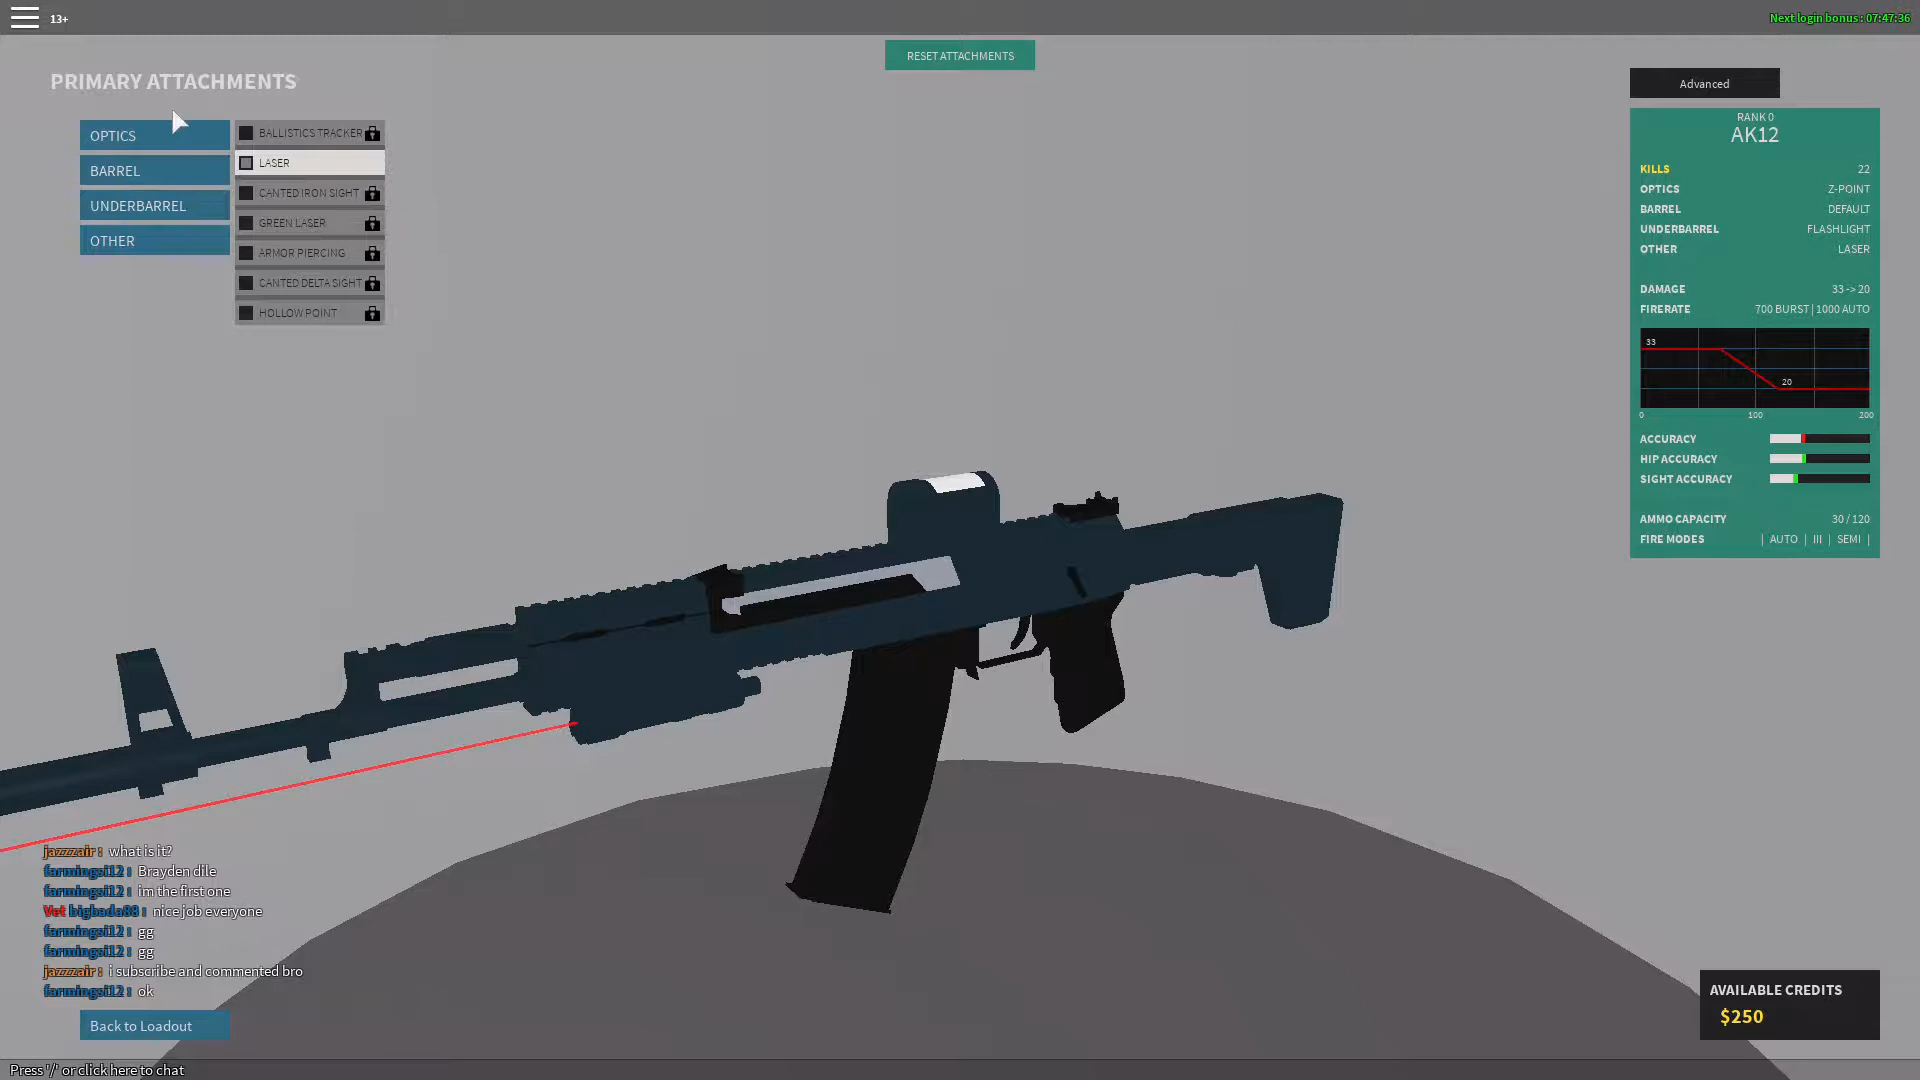 13+
Next login bonus : 07:47:36
RESET ATTACHMENTS
PRIMARY ATTACHMENTS
Advanced
OPTICS
BARREL
UNDERBARREL
OTHER
BALLISTICS TRACKER
LASER
CANTED IRON SIGHT
GREEN LASER
ARMOR PIERCING
CANTED DELTA SIGHT
HOLLOW POINT
RANK 0
AK12
KILLS 22
OPTICS Z-POINT
BARREL DEFAULT
UNDERBARREL FLASHLIGHT
OTHER LASER
DAMAGE 33 -> 20
FIRERATE 700 BURST | 1000 AUTO
33
20
0 100 200
ACCURACY
HIP ACCURACY
SIGHT ACCURACY
AMMO CAPACITY 30 / 120
FIRE MODES | AUTO | III | SEMI |
jazzzair : what is it?
farmingsi12 : Brayden dile
farmingsi12 : im the first one
Vet bigbada88 : nice job everyone
farmingsi12 : gg
farmingsi12 : gg
jazzzair : i subscribe and commented bro
farmingsi12 : ok
Back to Loadout
AVAILABLE CREDITS
$250
Press '/' or click here to chat